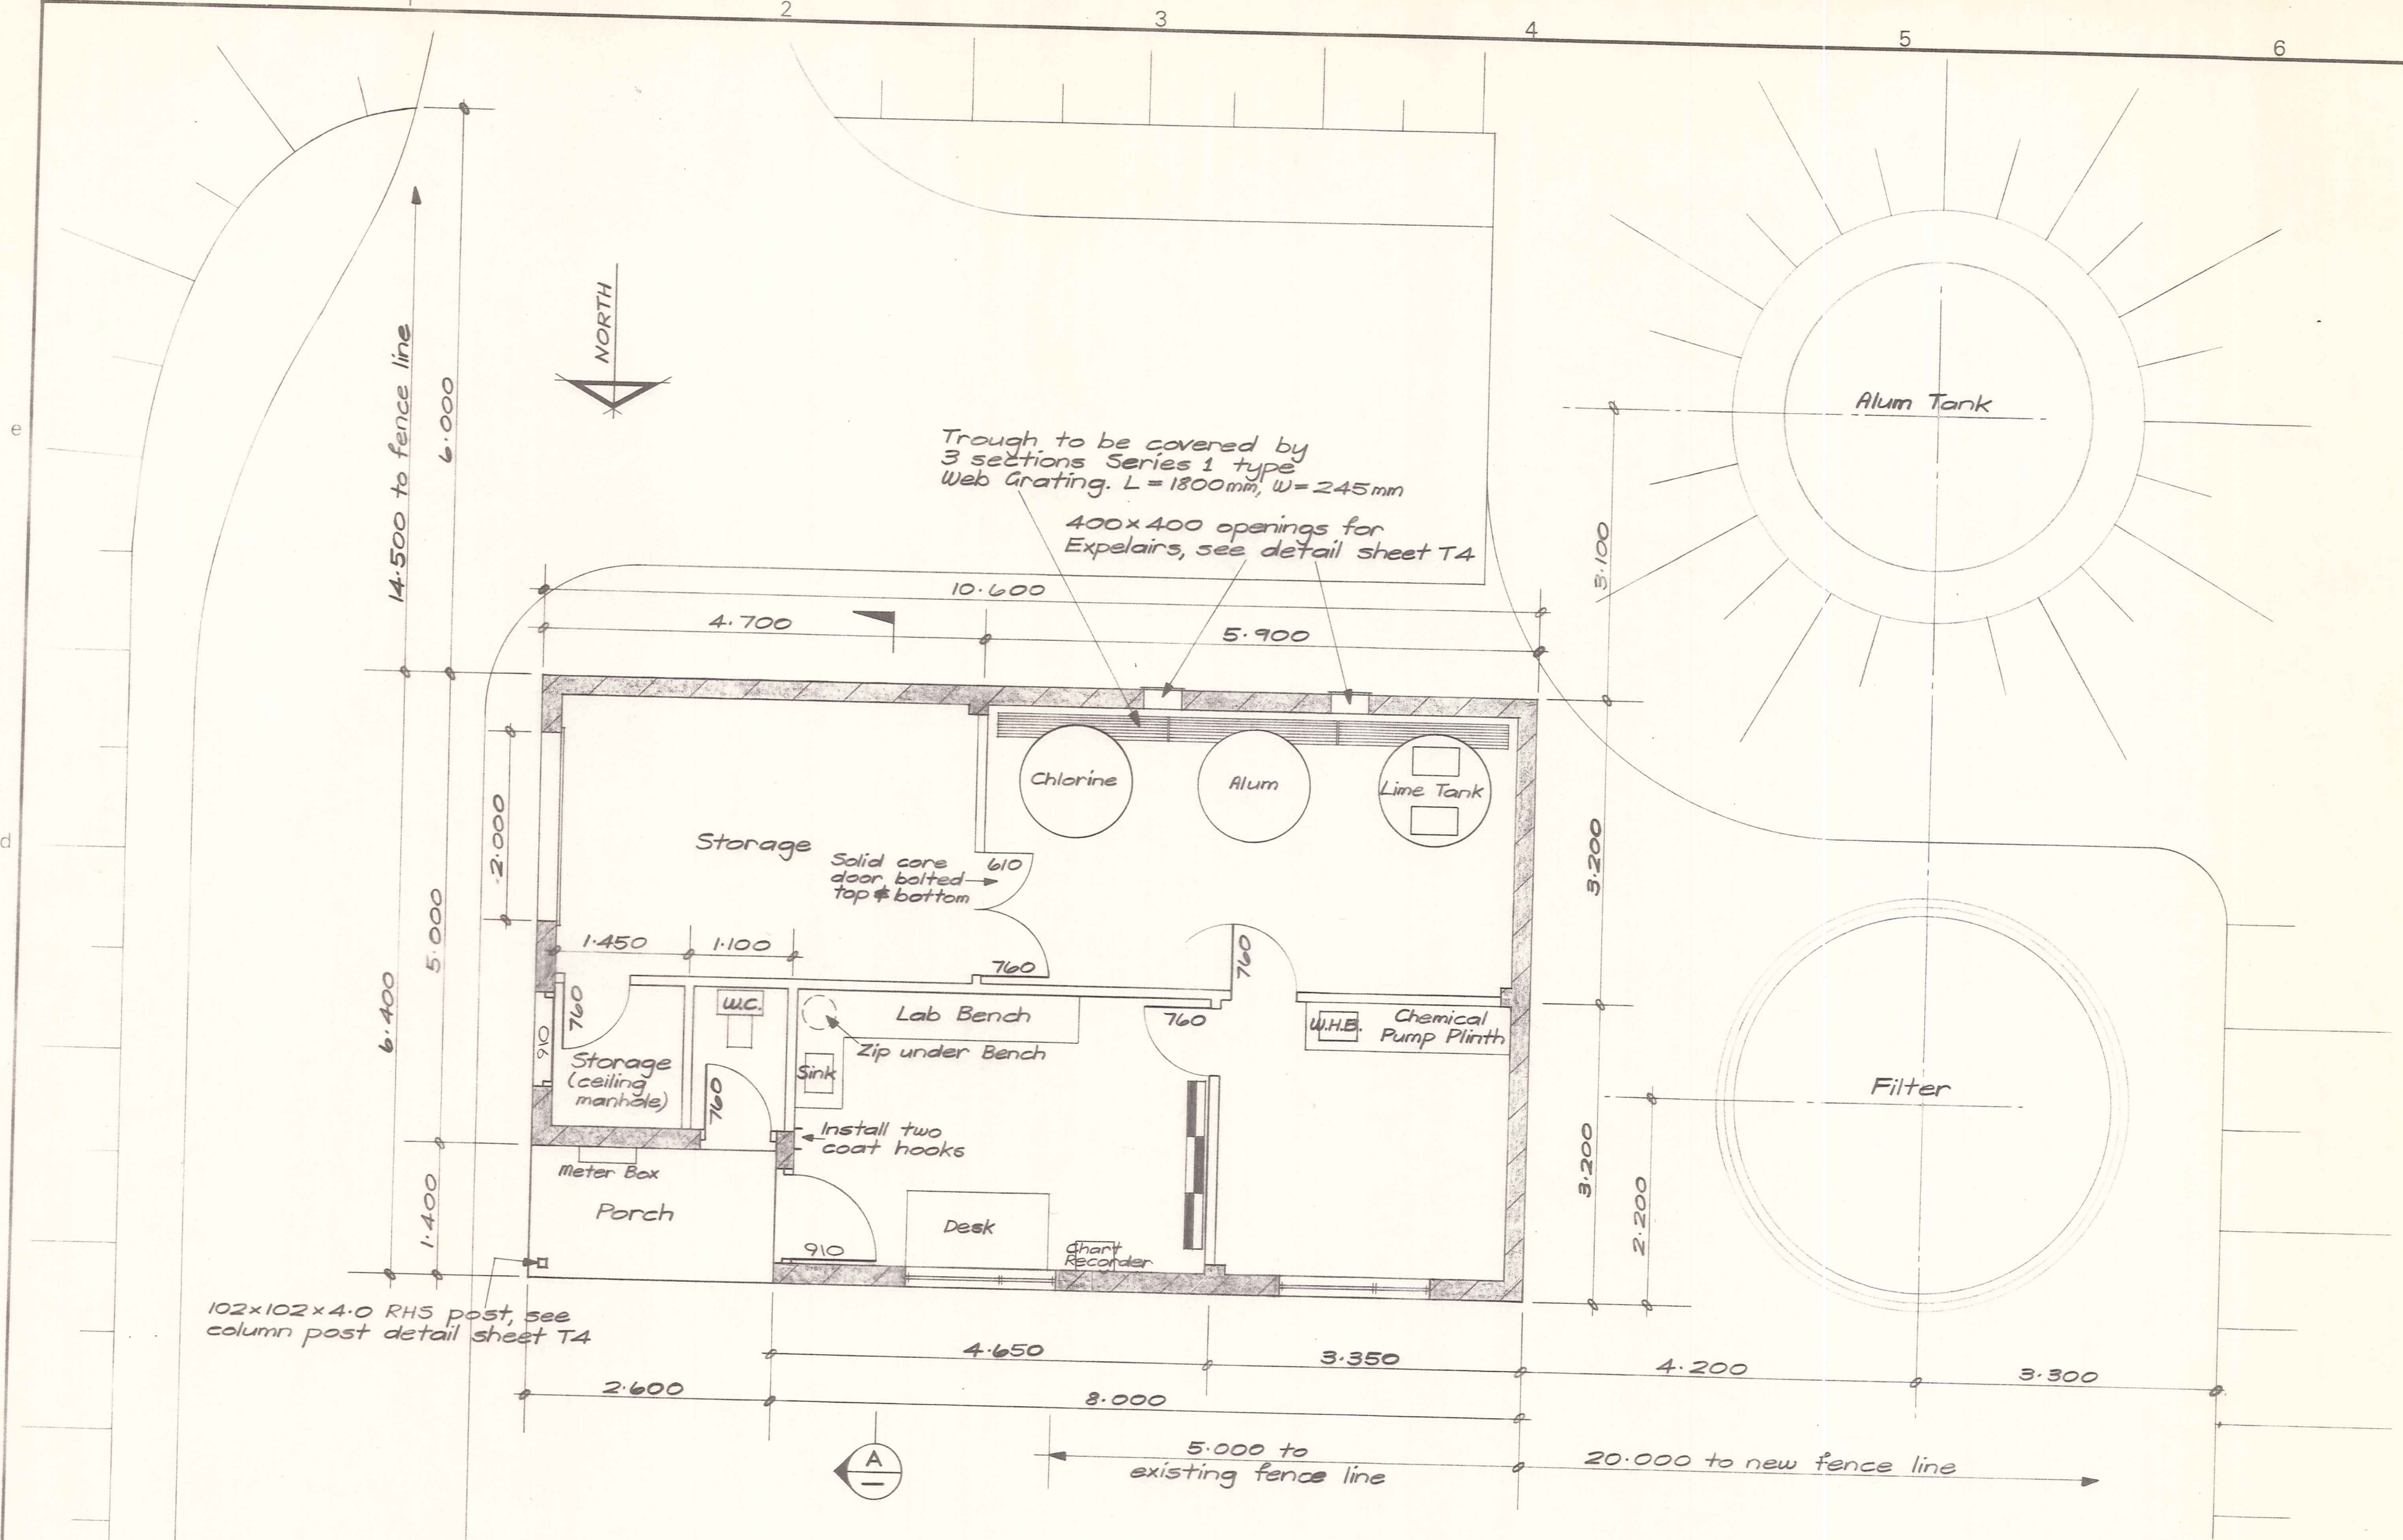 2
3
4
5
6
e
d
NORTH
14.500 to fence line
6.000
Trough to be covered by
3 sections Series 1 type
Web Grating. L = 1800mm, W = 245mm
400 x 400 openings for
Expelairs, see detail sheet T4
Alum Tank
3.100
10.600
4.700
5.900
2.000
Storage
Solid core
door bolted
top & bottom
610
760
Chlorine
Alum
Lime Tank
760
3.200
1.450
1.100
5.000
6.400
760
910
Storage
(ceiling
manhole)
W.C.
760
Lab Bench
Zip under Bench
Sink
760
W.H.B.
Chemical
Pump Plinth
Install two
coat hooks
Filter
3.200
2.200
Meter Box
Porch
1.400
910
Desk
Chart
Recorder
102x102x4.0 RHS post, see
column post detail sheet T4
4.650
3.350
4.200
3.300
2.600
8.000
A
5.000 to
existing fence line
20.000 to new fence line